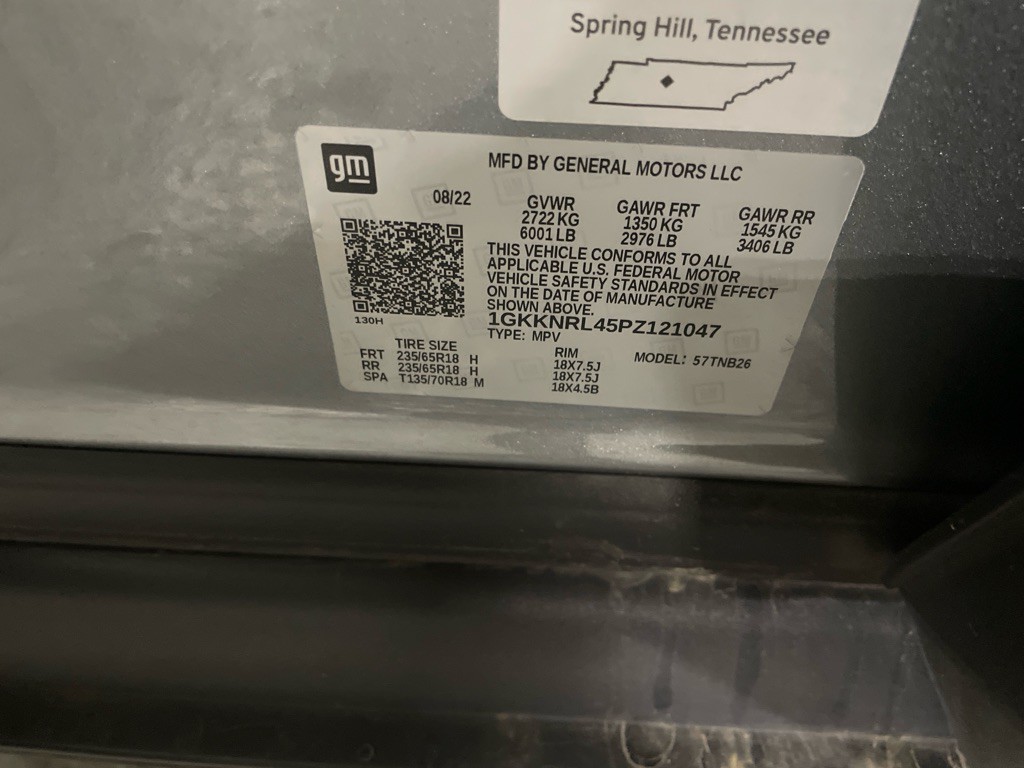 Spring Hill, Tennessee
gm
MFD BY GENERAL MOTORS LLC
08/22
GVWR
2722 KG
6001 LB
GAWR FRT
1350 KG
2976 LB
GAWR RR
1545 KG
3406 LB
THIS VEHICLE CONFORMS TO ALL
APPLICABLE U.S. FEDERAL MOTOR
VEHICLE SAFETY STANDARDS IN EFFECT
ON THE DATE OF MANUFACTURE
SHOWN ABOVE.
130H
1GKKNRL45PZ121047
TYPE: MPV
MODEL: 57TNB26
TIRE SIZE
RIM
FRT 235/65R18 H 18X7.5J
RR 235/65R18 H 18X7.5J
SPA T135/70R18 M 18X4.5B